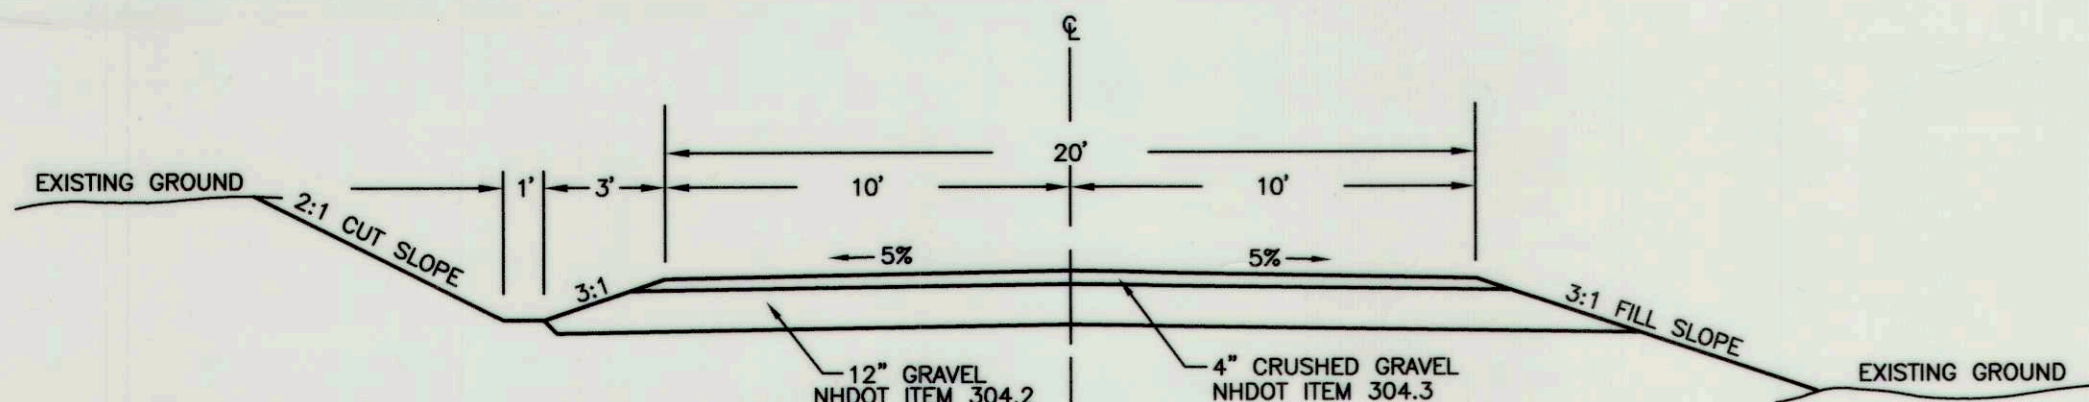 ℄
20'
EXISTING GROUND
1'
3'
10'
10'
2:1 CUT SLOPE
5%
5%
3:1
3:1 FILL SLOPE
12" GRAVEL
NHDOT ITEM 304.2
4" CRUSHED GRAVEL
NHDOT ITEM 304.3
EXISTING GROUND